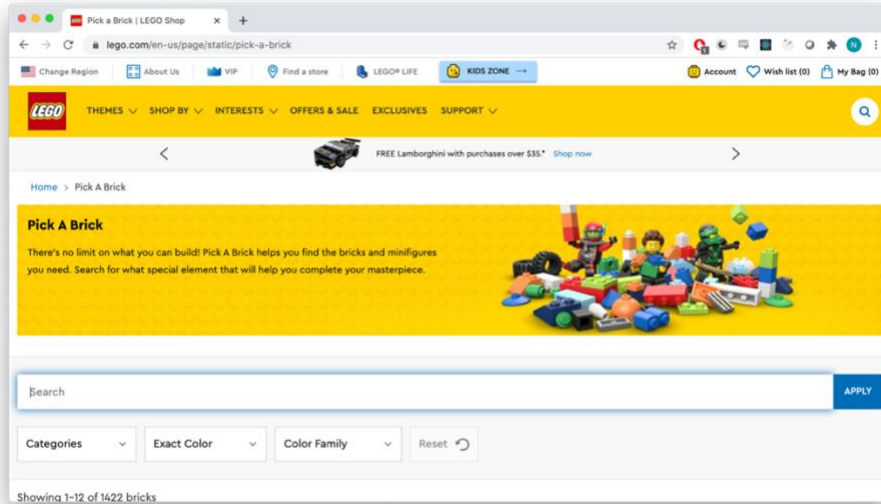 Pick a Brick | LEGO Shop
lego.com/en-us/page/static/pick-a-brick
1
N
Change Region
About Us
VIP
Find a store
LEGO® LIFE
KIDS ZONE →
Account
Wish list (0)
My Bag (0)
LEGO
THEMES
SHOP BY
INTERESTS
OFFERS & SALE
EXCLUSIVES
SUPPORT
FREE Lamborghini with purchases over $35.* Shop now
Home > Pick A Brick
Pick A Brick
There's no limit on what you can build! Pick A Brick helps you find the bricks and minifigures
you need. Search for what special element that will help you complete your masterpiece.
Search
APPLY
Categories
Exact Color
Color Family
Reset
Showing 1-12 of 1422 bricks